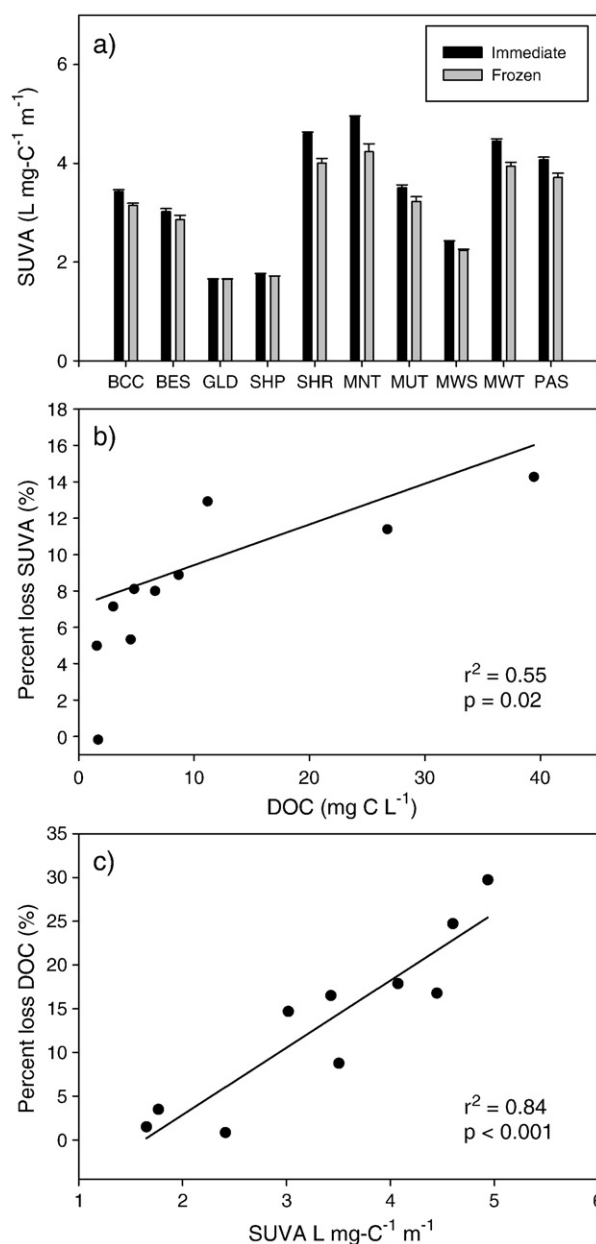 a)
Immediate
Frozen
SUVA (L mg-C⁻¹ m⁻¹)
6
4
2
0
BCC BES GLD SHP SHR MNT MUT MWS MWT PAS
b)
Percent loss SUVA (%)
18
16
14
12
10
8
6
4
2
0
r² = 0.55
p = 0.02
0 10 20 30 40
DOC (mg C L⁻¹)
c)
Percent loss DOC (%)
35
30
25
20
15
10
5
0
r² = 0.84
p < 0.001
1 2 3 4 5 6
SUVA L mg-C⁻¹ m⁻¹